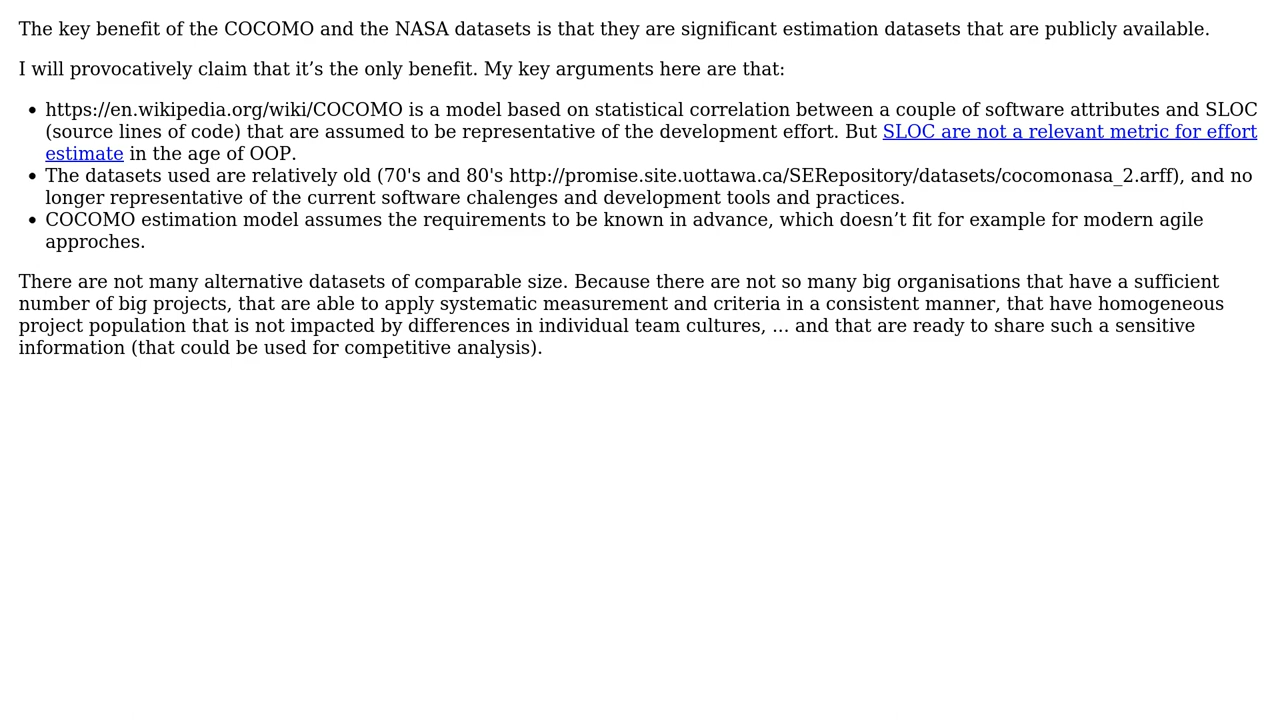 The key benefit of the COCOMO and the NASA datasets is that they are significant estimation datasets that are publicly available.
I will provocatively claim that it’s the only benefit. My key arguments here are that:
• https://en.wikipedia.org/wiki/COCOMO is a model based on statistical correlation between a couple of software attributes and SLOC
(source lines of code) that are assumed to be representative of the development effort. But SLOC are not a relevant metric for effort
estimate in the age of OOP.
• The datasets used are relatively old (70's and 80's http://promise.site.uottawa.ca/SERepository/datasets/cocomonasa_2.arff), and no
longer representative of the current software chalenges and development tools and practices.
• COCOMO estimation model assumes the requirements to be known in advance, which doesn’t fit for example for modern agile
approches.
There are not many alternative datasets of comparable size. Because there are not so many big organisations that have a sufficient
number of big projects, that are able to apply systematic measurement and criteria in a consistent manner, that have homogeneous
project population that is not impacted by differences in individual team cultures, ... and that are ready to share such a sensitive
information (that could be used for competitive analysis).